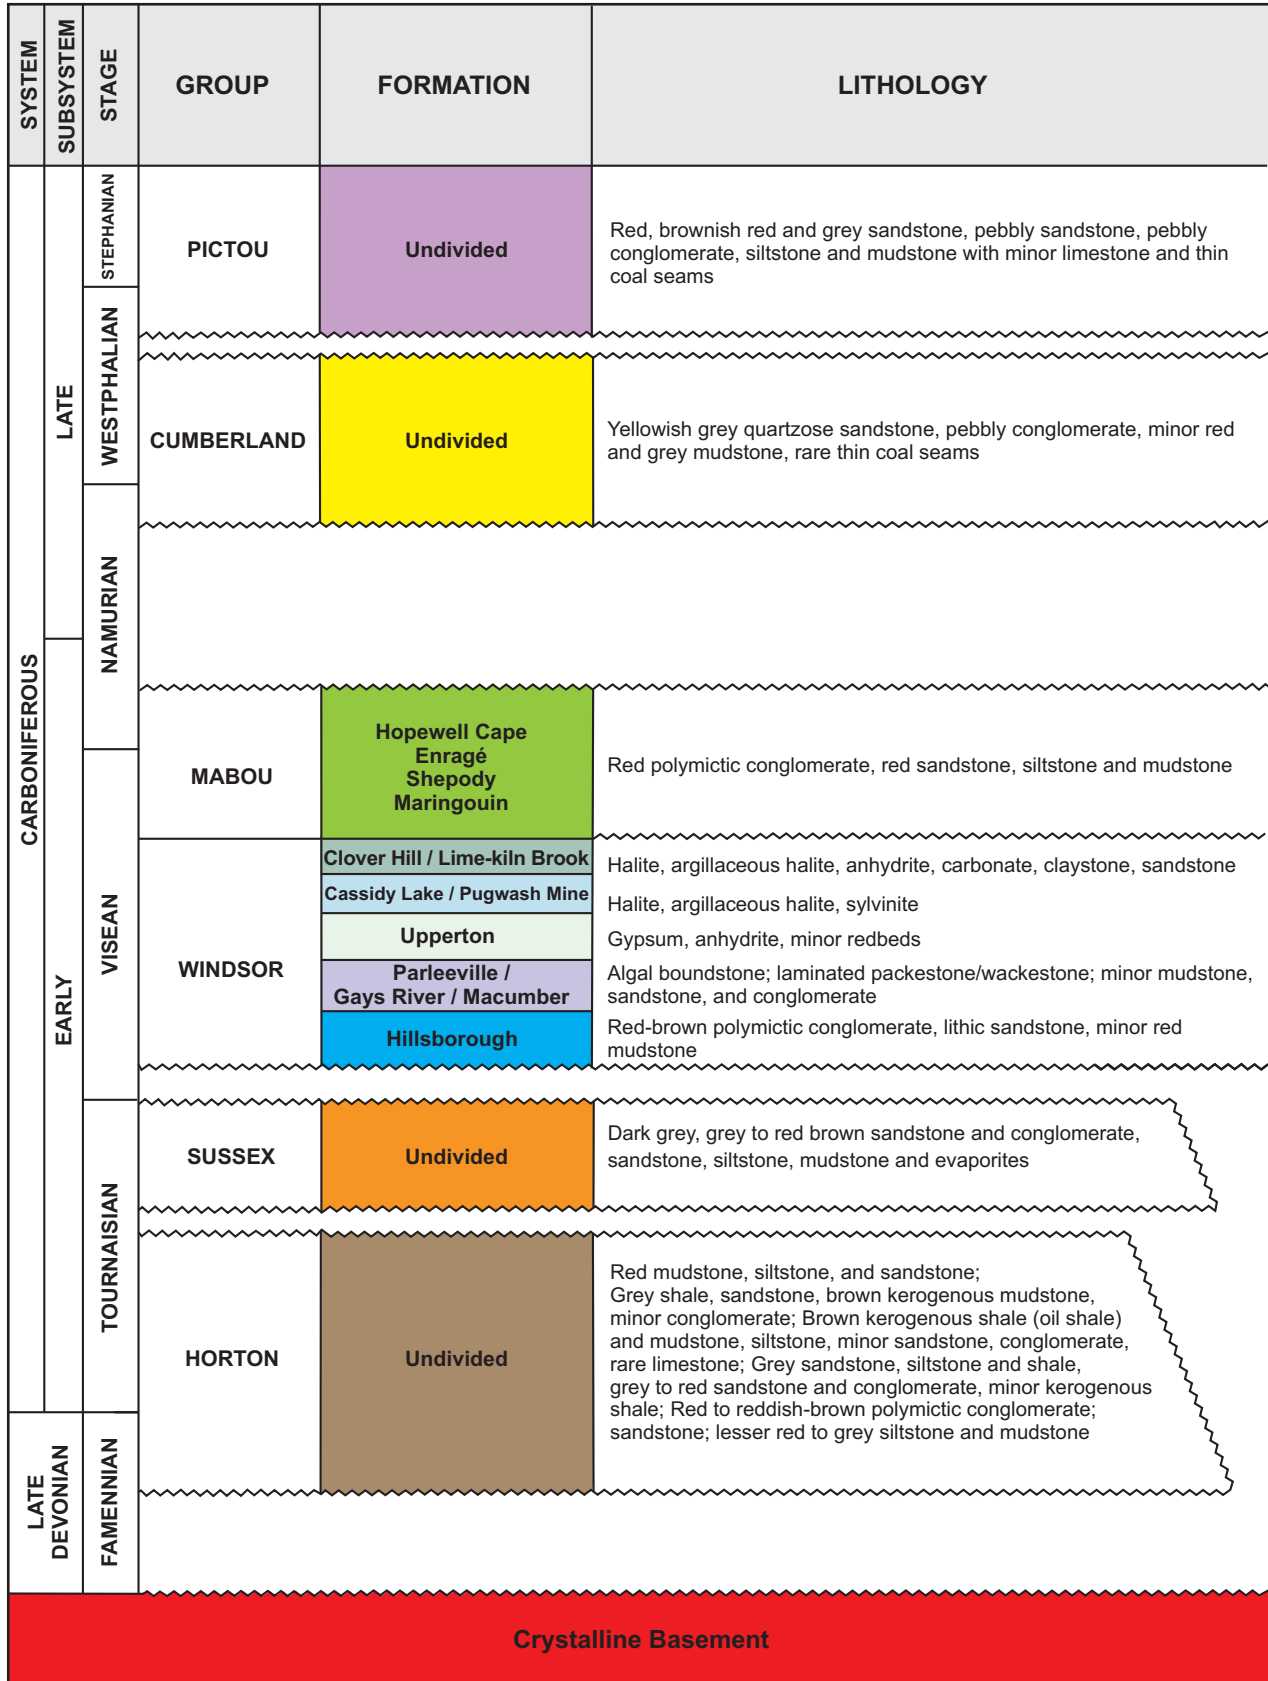 SYSTEM
SUBSYSTEM
STAGE
GROUP
FORMATION
LITHOLOGY
CARBONIFEROUS
LATE
DEVONIAN
LATE
EARLY
STEPHANIAN
WESTPHALIAN
NAMURIAN
VISEAN
TOURNAISIAN
FAMENNIAN
PICTOU
Undivided
Red, brownish red and grey sandstone, pebbly sandstone, pebbly
conglomerate, siltstone and mudstone with minor limestone and thin
coal seams
CUMBERLAND
Undivided
Yellowish grey quartzose sandstone, pebbly conglomerate, minor red
and grey mudstone, rare thin coal seams
MABOU
Hopewell Cape
Enragé
Shepody
Maringouin
Red polymictic conglomerate, red sandstone, siltstone and mudstone
WINDSOR
Clover Hill / Lime-kiln Brook
Halite, argillaceous halite, anhydrite, carbonate, claystone, sandstone
Cassidy Lake / Pugwash Mine
Halite, argillaceous halite, sylvinite
Upperton
Gypsum, anhydrite, minor redbeds
Parleeville /
Gays River / Macumber
Algal boundstone; laminated packestone/wackestone; minor mudstone,
sandstone, and conglomerate
Hillsborough
Red-brown polymictic conglomerate, lithic sandstone, minor red
mudstone
SUSSEX
Undivided
Dark grey, grey to red brown sandstone and conglomerate,
sandstone, siltstone, mudstone and evaporites
HORTON
Undivided
Red mudstone, siltstone, and sandstone;
Grey shale, sandstone, brown kerogenous mudstone,
minor conglomerate; Brown kerogenous shale (oil shale)
and mudstone, siltstone, minor sandstone, conglomerate,
rare limestone; Grey sandstone, siltstone and shale,
grey to red sandstone and conglomerate, minor kerogenous
shale; Red to reddish-brown polymictic conglomerate;
sandstone; lesser red to grey siltstone and mudstone
Crystalline Basement